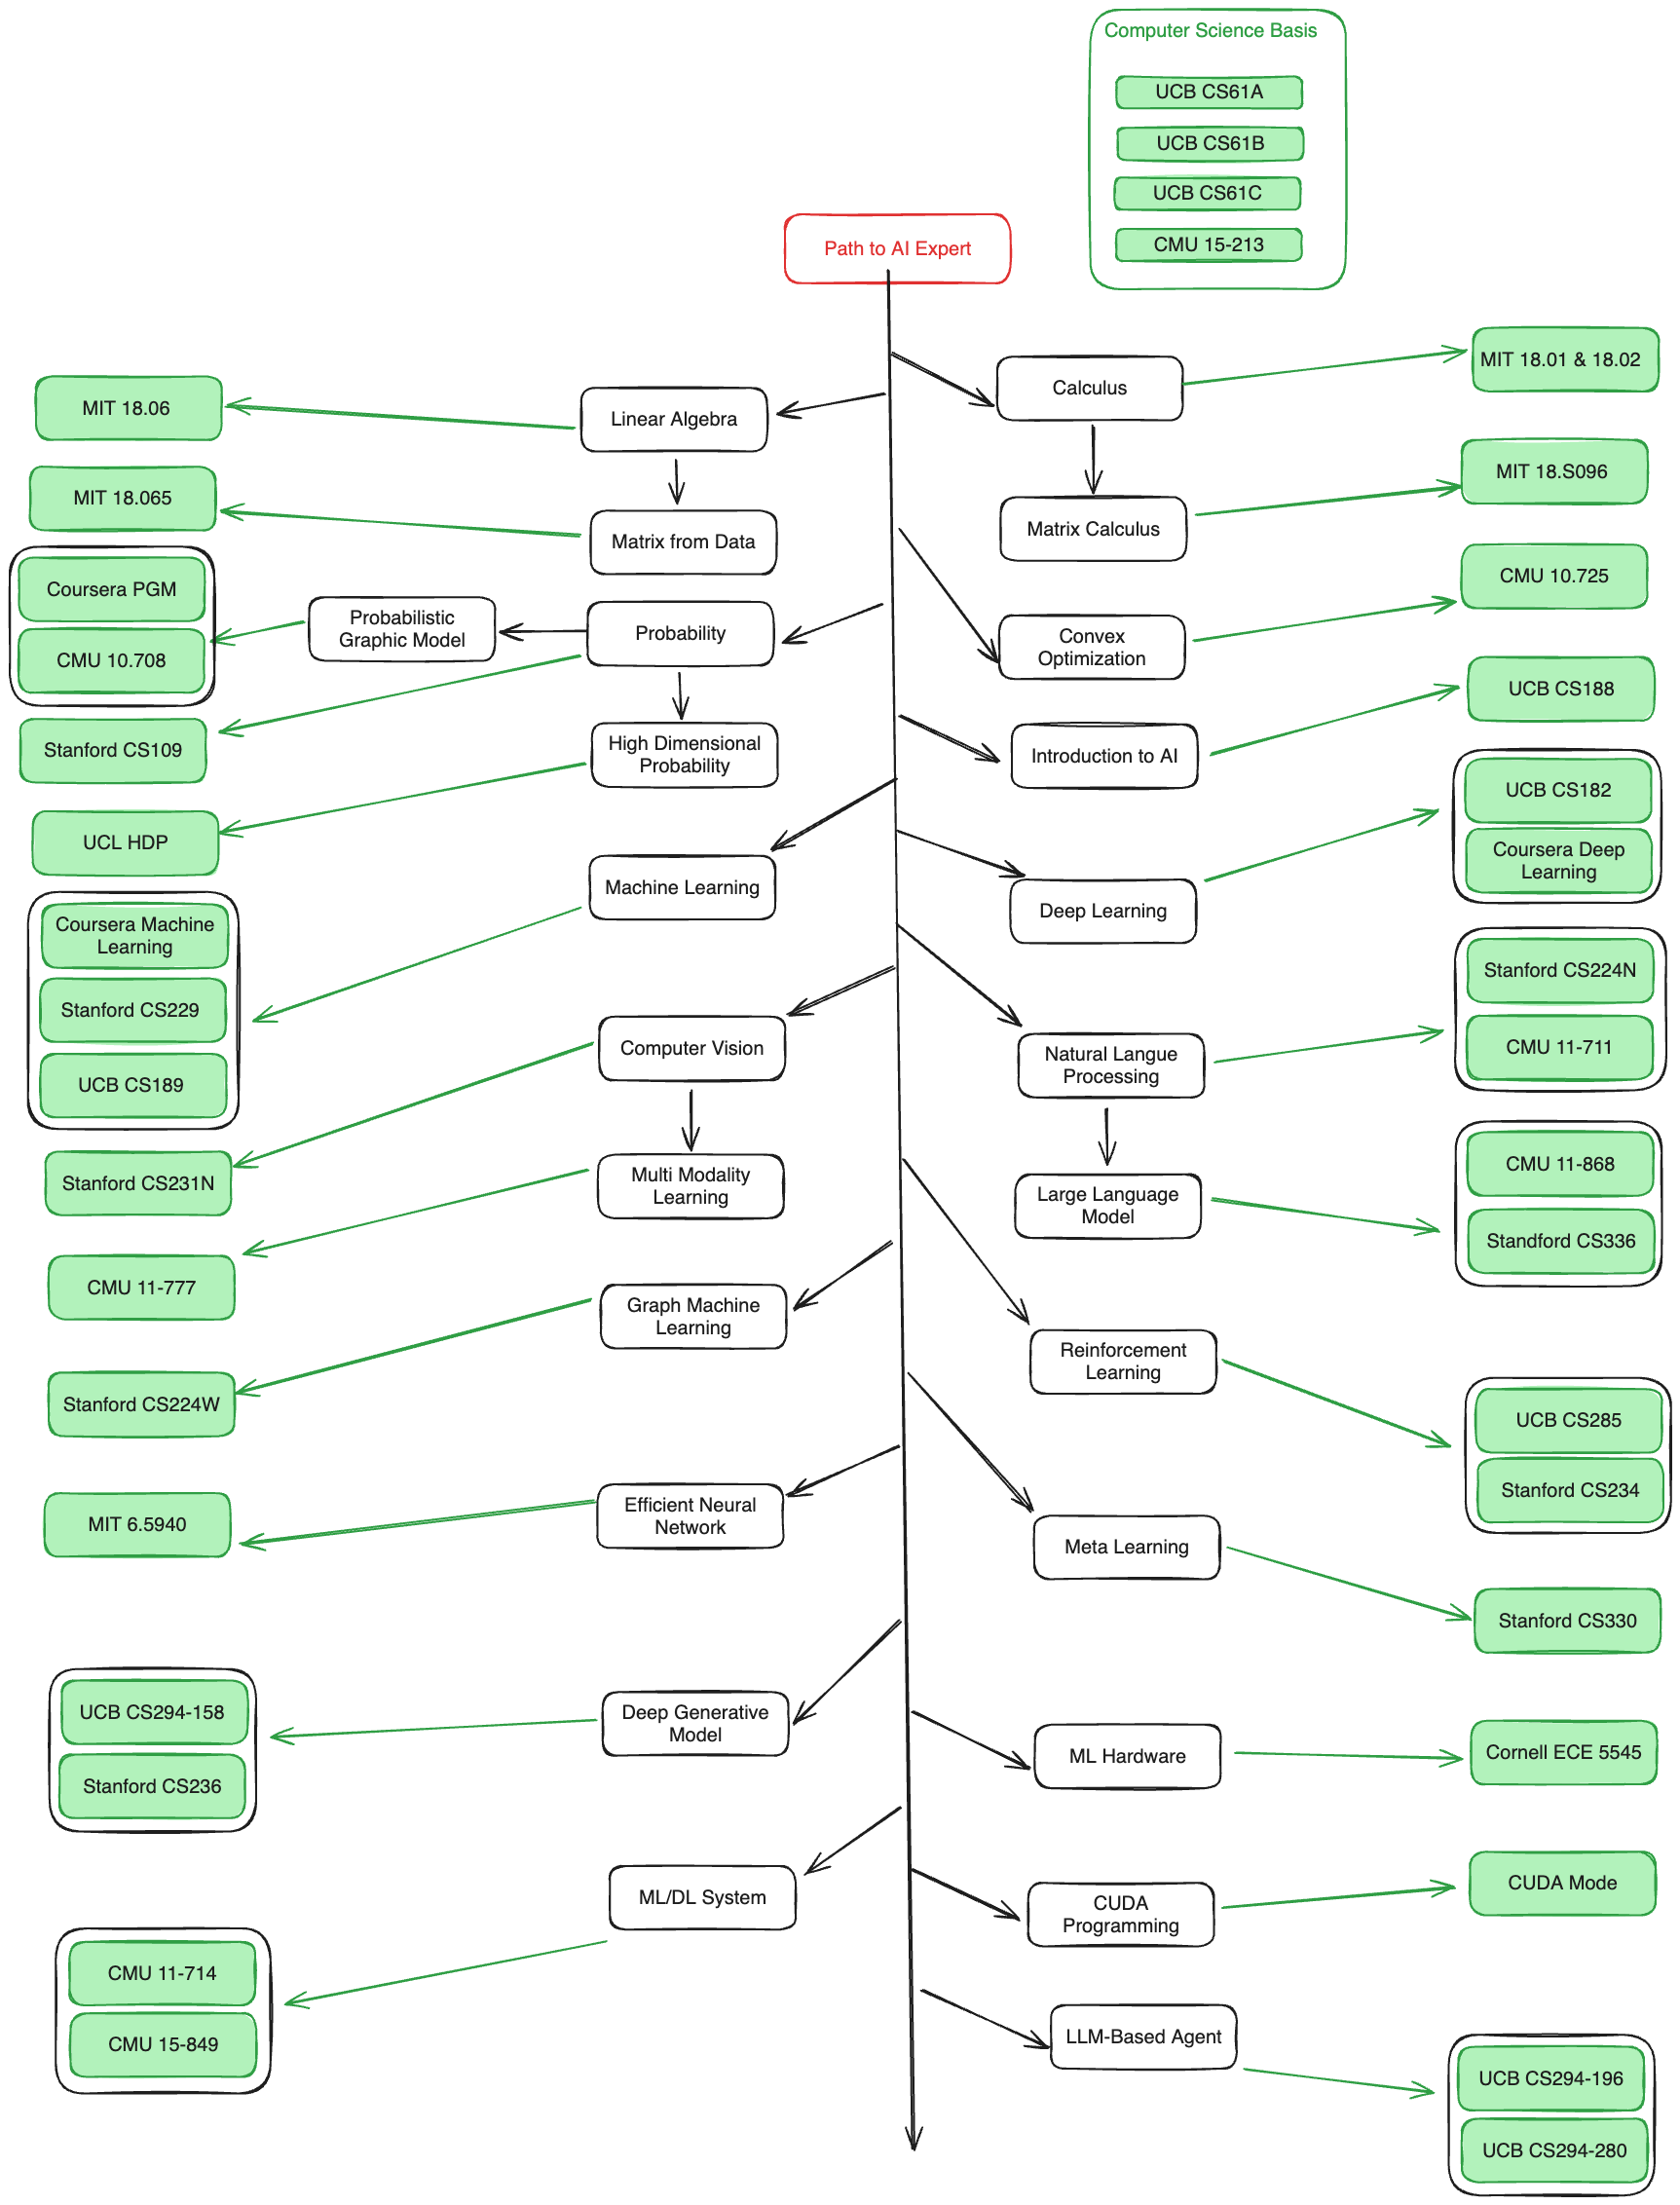 Computer Science Basis
UCB CS61A
UCB CS61B
UCB CS61C
CMU 15-213
Path to AI Expert
Calculus
MIT 18.01 & 18.02
Linear Algebra
MIT 18.06
Matrix Calculus
MIT 18.S096
Matrix from Data
MIT 18.065
Convex
Optimization
CMU 10.725
Probability
Probabilistic
Graphic Model
Coursera PGM
CMU 10.708
Stanford CS109
High Dimensional
Probability
UCL HDP
Introduction to AI
UCB CS188
Machine Learning
Coursera Machine
Learning
Stanford CS229
UCB CS189
Deep Learning
UCB CS182
Coursera Deep
Learning
Computer Vision
Stanford CS231N
Natural Langue
Processing
Stanford CS224N
CMU 11-711
Multi Modality
Learning
CMU 11-777
Large Language
Model
CMU 11-868
Standford CS336
Graph Machine
Learning
Stanford CS224W
Reinforcement
Learning
UCB CS285
Stanford CS234
Efficient Neural
Network
MIT 6.5940
Meta Learning
Stanford CS330
Deep Generative
Model
UCB CS294-158
Stanford CS236
ML Hardware
Cornell ECE 5545
ML/DL System
CMU 11-714
CMU 15-849
CUDA
Programming
CUDA Mode
LLM-Based Agent
UCB CS294-196
UCB CS294-280